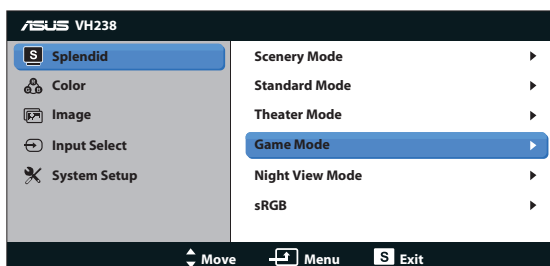 ASUS VH238
S Splendid
Color
Image
Input Select
System Setup
Scenery Mode
Standard Mode
Theater Mode
Game Mode
Night View Mode
sRGB
Move Menu S Exit